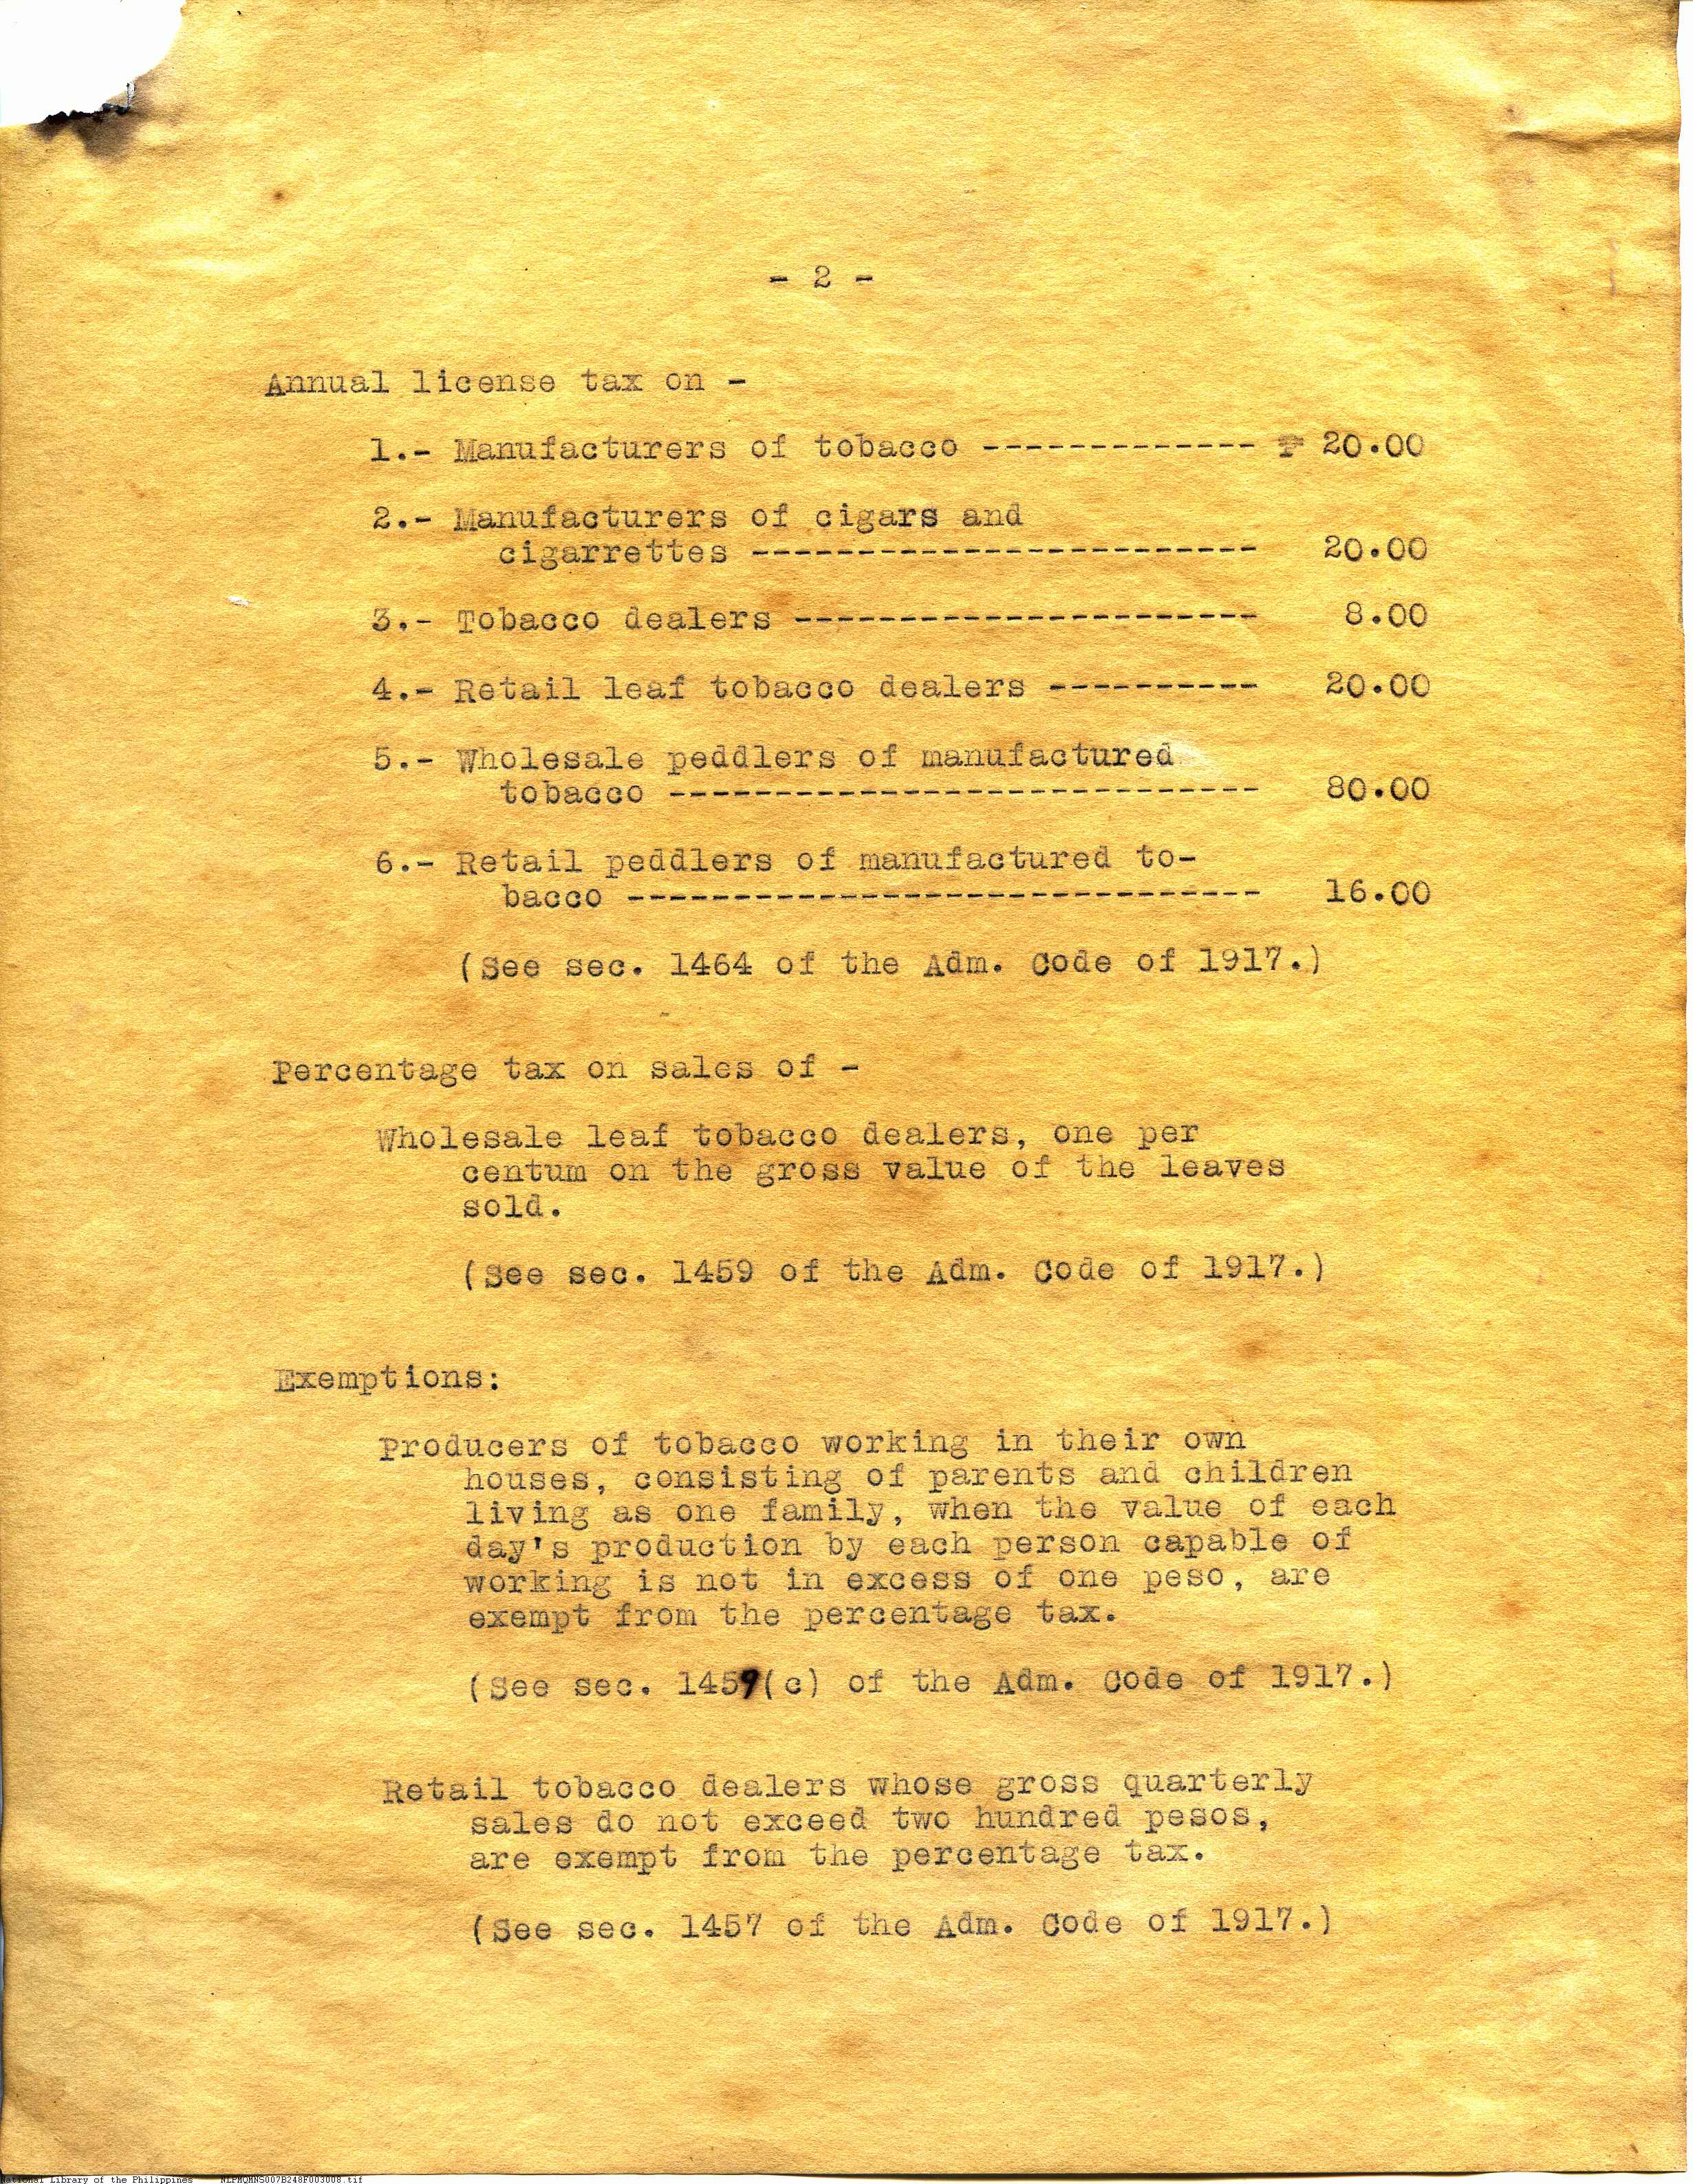 - 2 -
Annual license tax on -
1.- Manufacturers of tobacco ------------- ₱ 20.00
2.- Manufacturers of cigars and
cigarrettes ------------------------ 20.00
3.- Tobacco dealers ---------------------- 8.00
4.- Retail leaf tobacco dealers ---------- 20.00
5.- Wholesale peddlers of manufactured
tobacco ---------------------------- 80.00
6.- Retail peddlers of manufactured to-
bacco ------------------------------ 16.00
(See sec. 1464 of the Adm. Code of 1917.)
Percentage tax on sales of -
Wholesale leaf tobacco dealers, one per
centum on the gross value of the leaves
sold.
(See sec. 1459 of the Adm. Code of 1917.)
Exemptions:
Producers of tobacco working in their own
houses, consisting of parents and children
living as one family, when the value of each
day's production by each person capable of
working is not in excess of one peso, are
exempt from the percentage tax.
(See sec. 1459(c) of the Adm. Code of 1917.)
Retail tobacco dealers whose gross quarterly
sales do not exceed two hundred pesos,
are exempt from the percentage tax.
(See sec. 1457 of the Adm. Code of 1917.)
National Library of the Philippines NLPMQMNS007B248F003008.tif